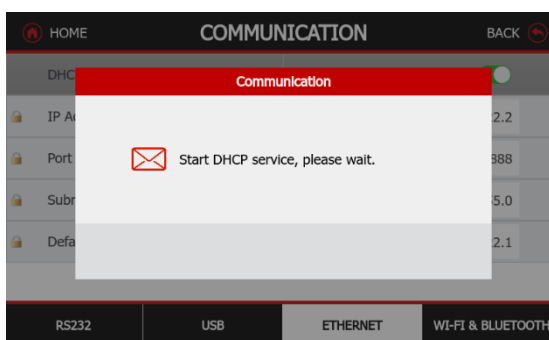 HOME COMMUNICATION BACK
DHC
Communication
IP A 2.2
Start DHCP service, please wait.
Port 888
Subr 5.0
Defa 2.1
RS232 USB ETHERNET WI-FI & BLUETOOTH